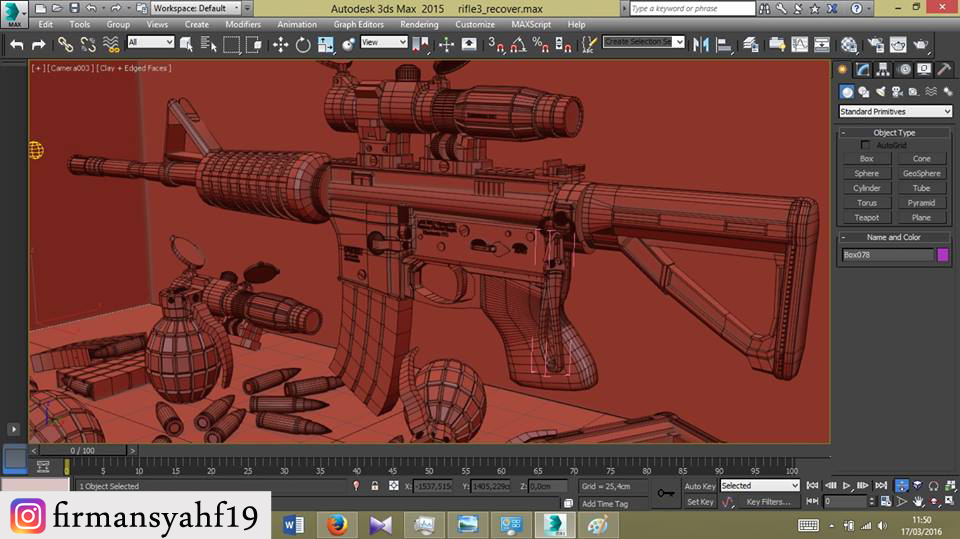 Workspace: Default
Autodesk 3ds Max 2015 rifle3_recover.max
Type a keyword or phrase
MAX
Edit Tools Group Views Create Modifiers Animation Graph Editors Rendering Customize MAXScript Help
All View Create Selection Se
[ + ] [ Camera003 ] [ Clay + Edged Faces ]
Standard Primitives
Object Type
AutoGrid
Box Cone
Sphere GeoSphere
Cylinder Tube
Torus Pyramid
Teapot Plane
Name and Color
Box078
0 / 100
0 5 10 15 20 25 30 35 40 45 50 55 60 65 70 75 80 85 90 95 100
1 Object Selected X: -1537,515 Y: 1405,229c Z: 0,0cm Grid = 25,4cm Auto Key Selected
Add Time Tag Set Key Key Filters... 0
firmansyahf19
11:50
17/03/2016